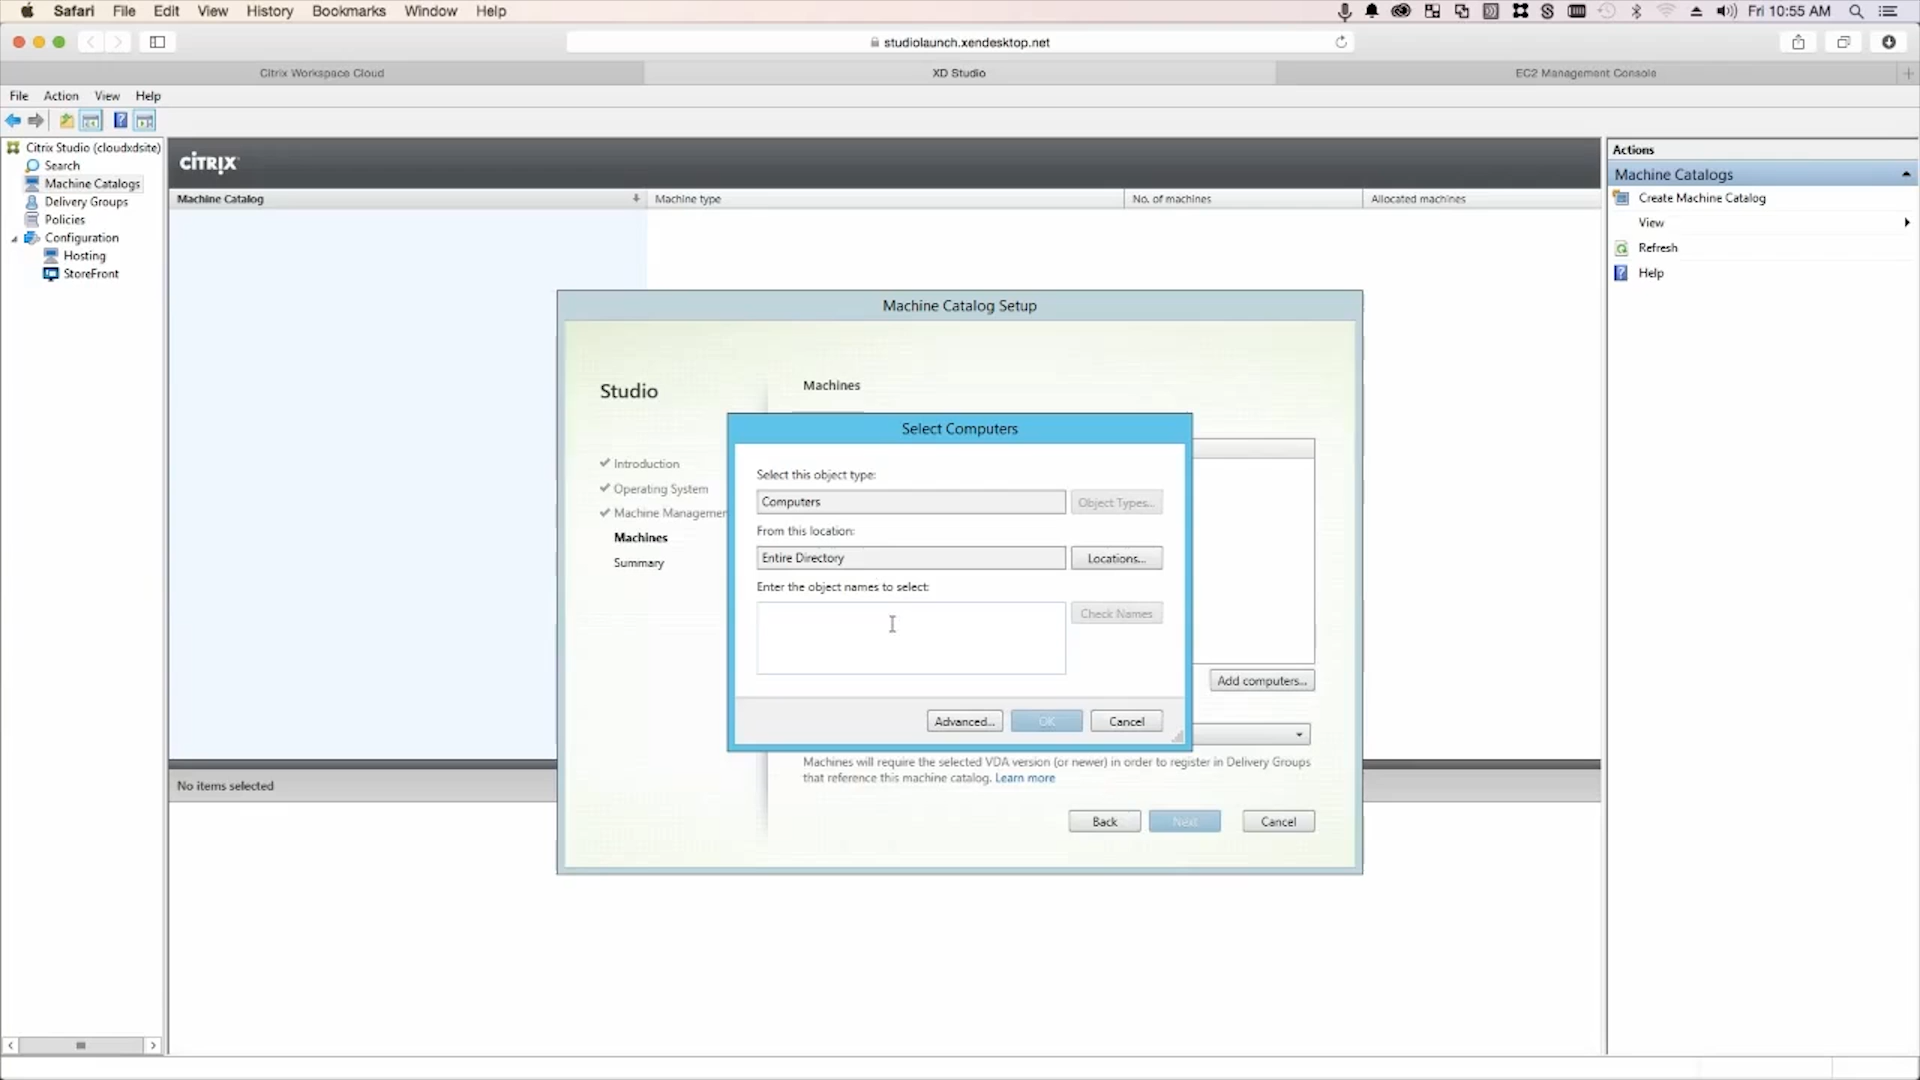 Safari File Edit View History Bookmarks Window Help Fri 10:55 AM
studiolaunch.xendesktop.net
Citrix Workspace Cloud XD Studio EC2 Management Console
File Action View Help
Citrix Studio (cloudxdsite)
Search
Machine Catalogs
Delivery Groups
Policies
Configuration
Hosting
StoreFront
CITRIX
Machine Catalog Machine type No. of machines Allocated machines
No items selected
Actions
Machine Catalogs
Create Machine Catalog
View
Refresh
Help
Machine Catalog Setup
Studio
Introduction
Operating System
Machine Managemen
Machines
Summary
Machines
Select Computers
Select this object type:
Computers Object Types...
From this location:
Entire Directory Locations...
Enter the object names to select:
Check Names
Advanced... OK Cancel
Add computers...
Machines will require the selected VDA version (or newer) in order to register in Delivery Groups
that reference this machine catalog. Learn more
Back Next Cancel